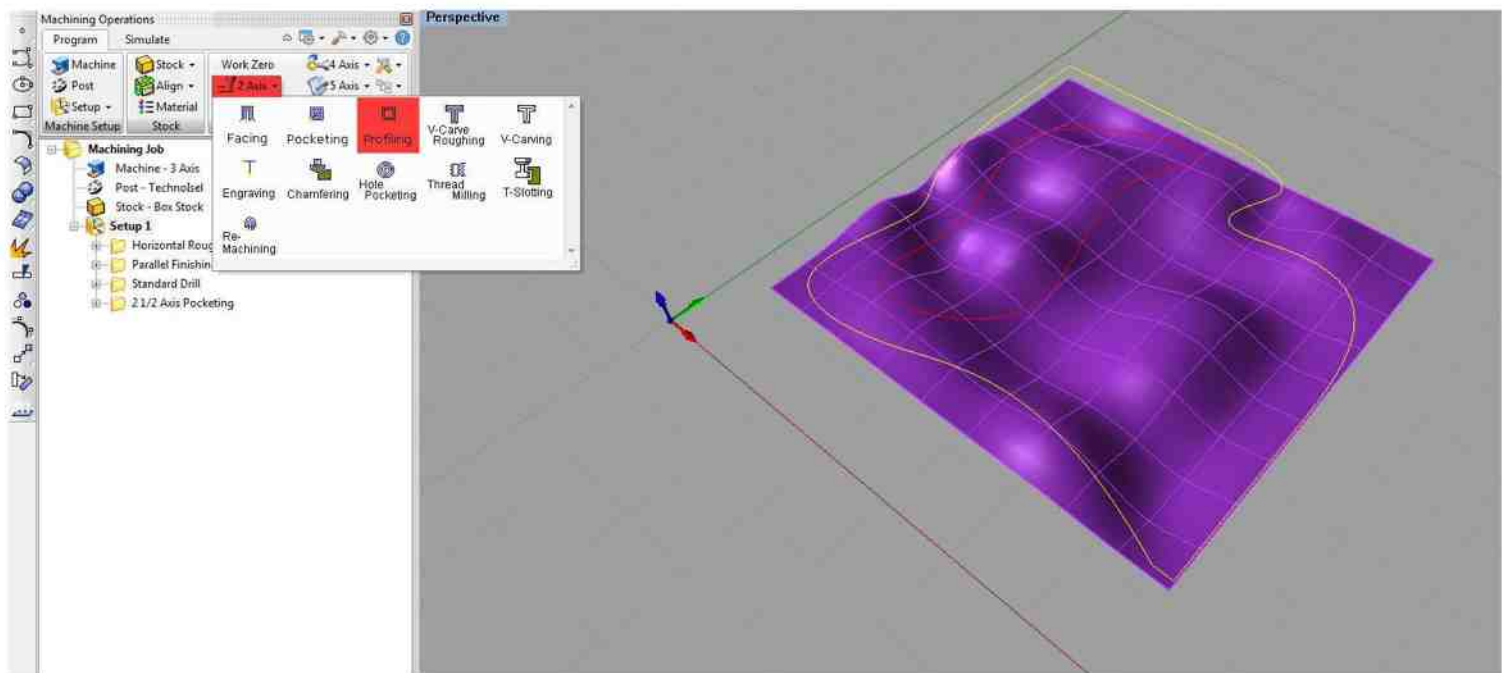 Machining Operations
Perspective
Program Simulate
Machine Stock Work Zero 4 Axis
Post Align 2 Axis 5 Axis
Setup Material
Machine Setup Stock
Facing Pocketing Profiling V-Carve Roughing V-Carving
Engraving Chamfering Hole Pocketing Thread Milling T-Slotting
Re-Machining
Machining Job
Machine - 3 Axis
Post - Technolsel
Stock - Box Stock
Setup 1
Horizontal Roug
Parallel Finishin
Standard Drill
2 1/2 Axis Pocketing